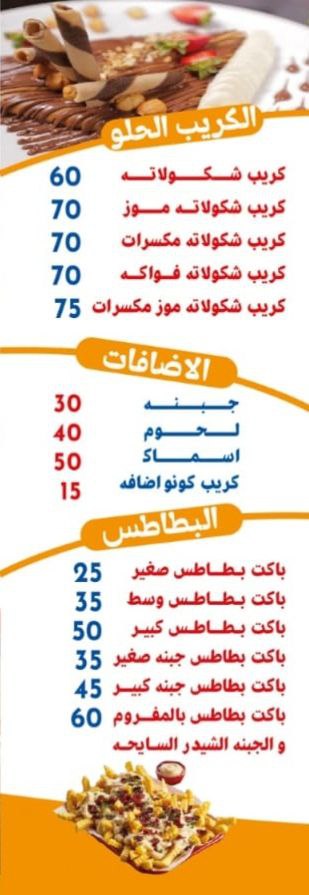 الكريب الحلو
كريب شكولاته 60
كريب شكولاته موز 70
كريب شكولاته مكسرات 70
كريب شكولاته فواكه 70
كريب شكولاته موز مكسرات 75
الاضافات
جبنه 30
لحوم 40
اسماك 50
كريب كونو اضافه 15
البطاطس
باكت بطاطس صغير 25
باكت بطاطس وسط 35
باكت بطاطس كبير 50
باكت بطاطس جبنه صغير 35
باكت بطاطس جبنه كبير 45
باكت بطاطس بالمفروم 60
و الجبنه الشيدر السايحه